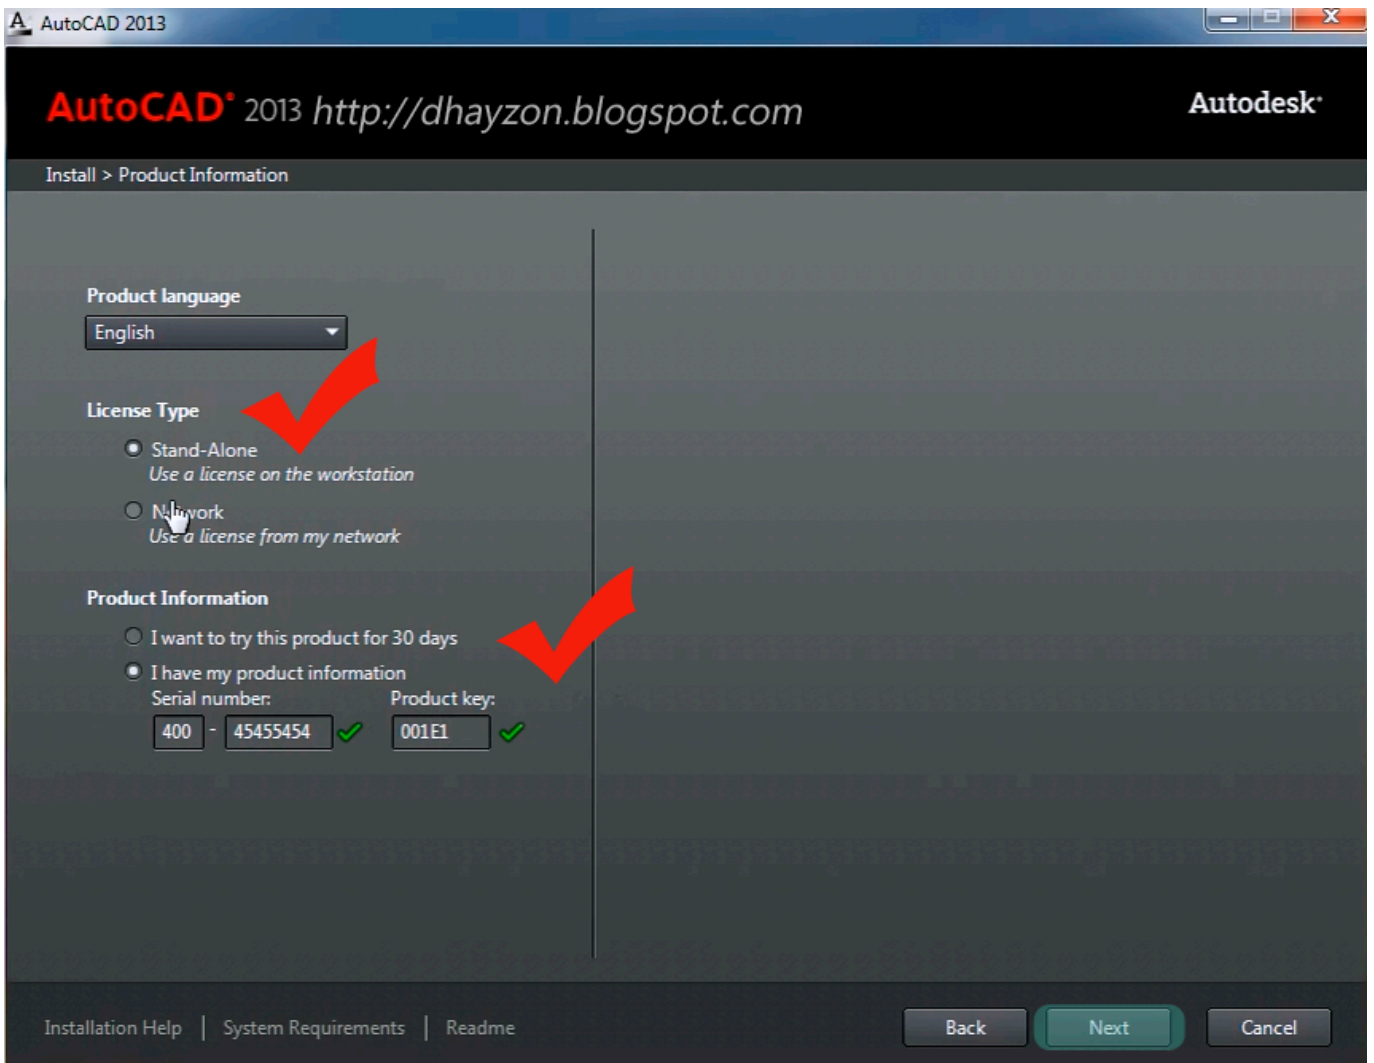 AutoCAD 2013
AutoCAD® 2013 http://dhayzon.blogspot.com
Autodesk®
Install > Product Information
Product language
English
License Type
Stand-Alone
Use a license on the workstation
Network
Use a license from my network
Product Information
I want to try this product for 30 days
I have my product information
Serial number: Product key:
400 - 45455454 001E1
Installation Help | System Requirements | Readme
Back Next Cancel